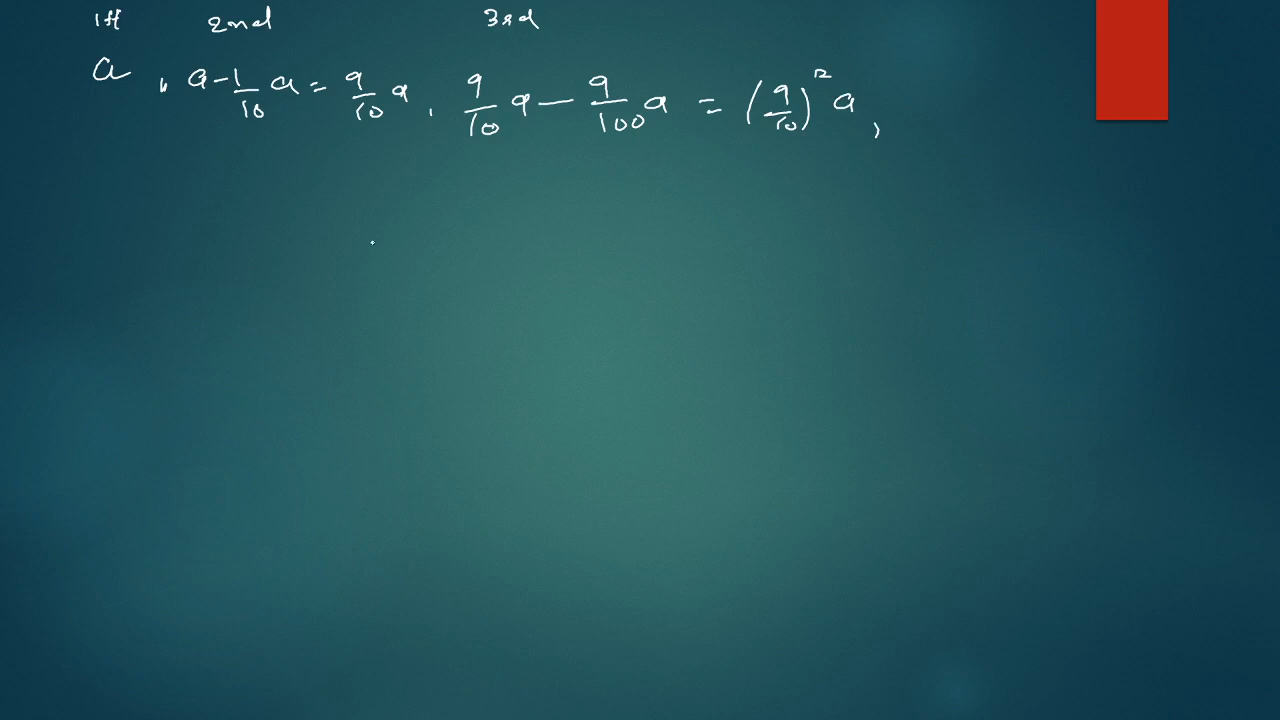 1st 2nd 3rd
a , a - 1/10 a = 9/10 a , 9/10 a - 9/100 a = (9/10)^2 a ,